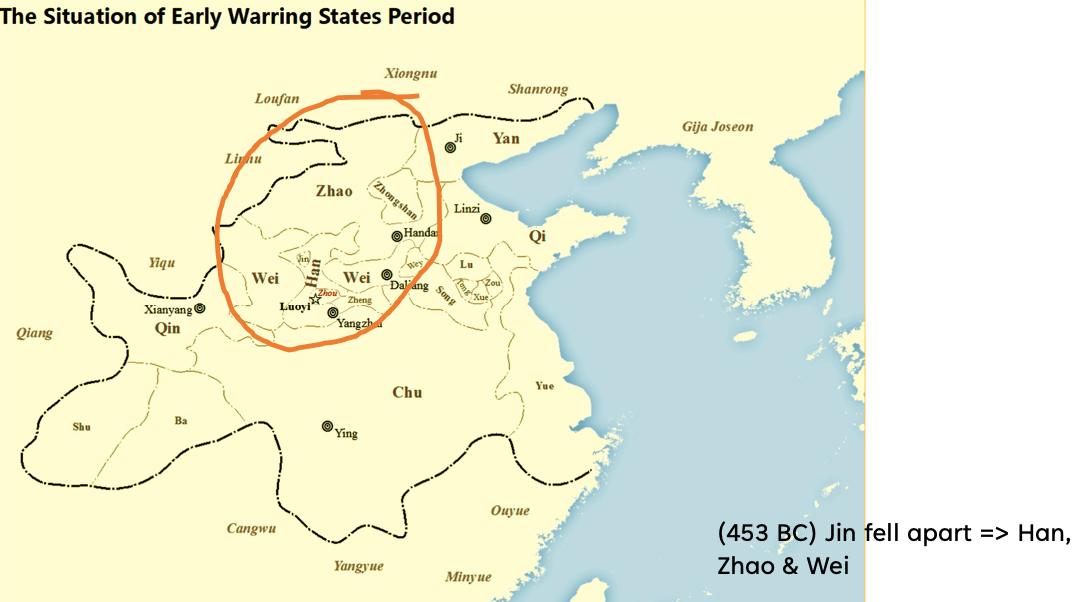 The Situation of Early Warring States Period
Xiongnu
Loufan
Shanrong
Gija Joseon
Ji
Yan
Linhu
Zhao
Zhongshan
Linzi
Handan
Qi
Yiqu
Wei
Jin
Han
Wei
Wey
Lu
Daliang
Song
Teng
Zou
Xue
Zhou
Zheng
Luoyi
Yangzhai
Xianyang
Qin
Qiang
Chu
Yue
Shu
Ba
Ying
Ouyue
Cangwu
Yangyue
Minyue
(453 BC) Jin fell apart => Han,
Zhao & Wei